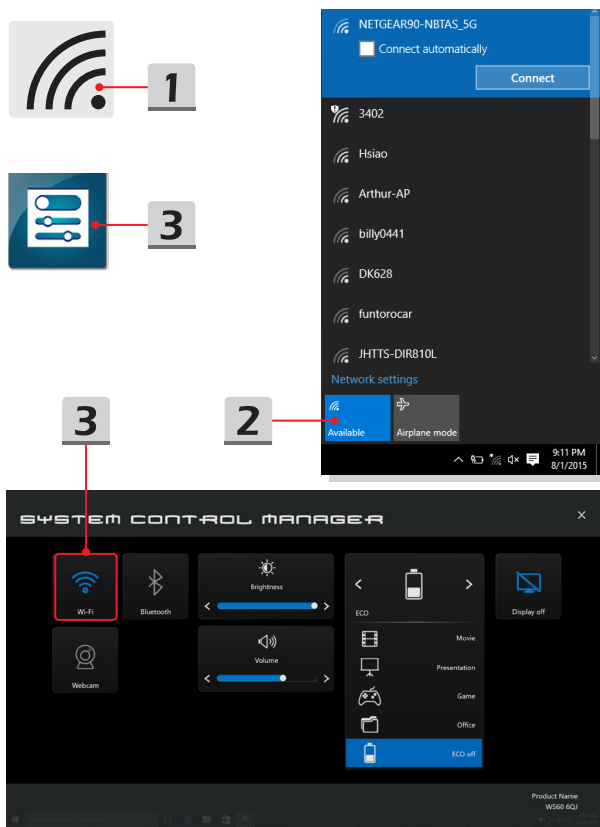 1
3
NETGEAR90-NBTAS_5G
Connect automatically
Connect
3402
Hsiao
Arthur-AP
billy0441
DK628
funtorocar
JHTTS-DIR810L
Network settings
Available
Airplane mode
2
9:11 PM
8/1/2015
3
SYSTEM CONTROL MANAGER
Wi-Fi
Bluetooth
Brightness
Volume
Webcam
ECO
Movie
Presentation
Game
Office
ECO off
Display off
Product Name
WS60 6QJ